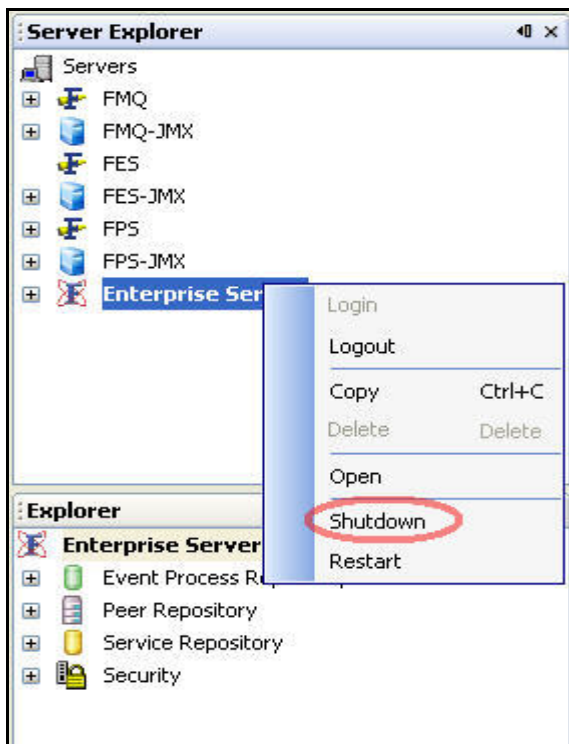 Server Explorer
Servers
FMQ
FMQ-JMX
FES
FES-JMX
FPS
FPS-JMX
Enterprise Ser
Login
Logout
Copy Ctrl+C
Delete Delete
Open
Shutdown
Restart
Explorer
Enterprise Server
Event Process R
Peer Repository
Service Repository
Security